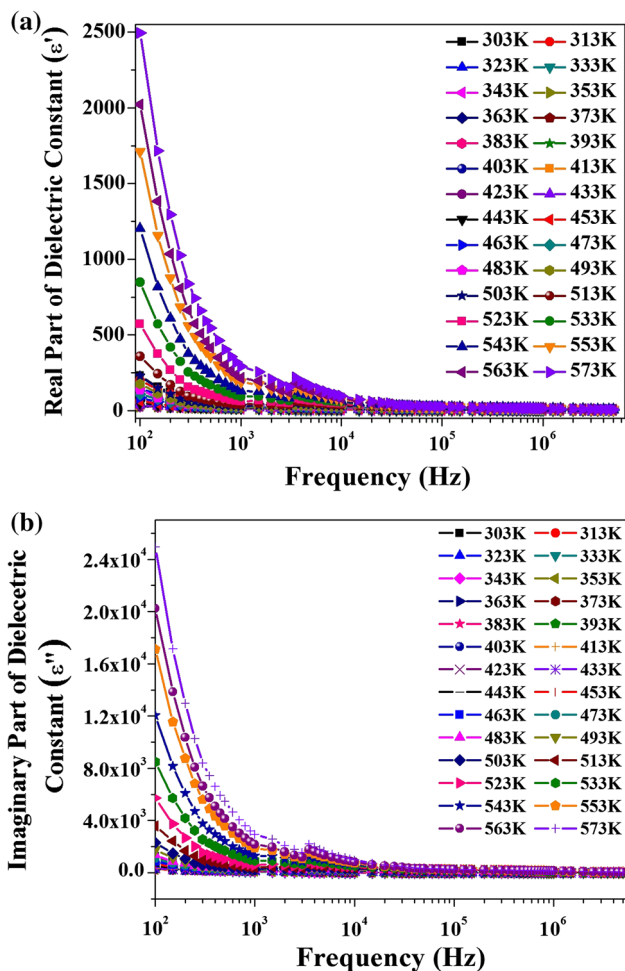 (a)
2500
2000
1500
1000
500
0
Real Part of Dielectric Constant (ε')
303K 313K
323K 333K
343K 353K
363K 373K
383K 393K
403K 413K
423K 433K
443K 453K
463K 473K
483K 493K
503K 513K
523K 533K
543K 553K
563K 573K
10² 10³ 10⁴ 10⁵ 10⁶
Frequency (Hz)
(b)
2.4x10⁴
2.0x10⁴
1.6x10⁴
1.2x10⁴
8.0x10³
4.0x10³
0.0
Imaginary Part of Dielecetric
Constant (ε'')
303K 313K
323K 333K
343K 353K
363K 373K
383K 393K
403K 413K
423K 433K
443K 453K
463K 473K
483K 493K
503K 513K
523K 533K
543K 553K
563K 573K
10² 10³ 10⁴ 10⁵ 10⁶
Frequency (Hz)